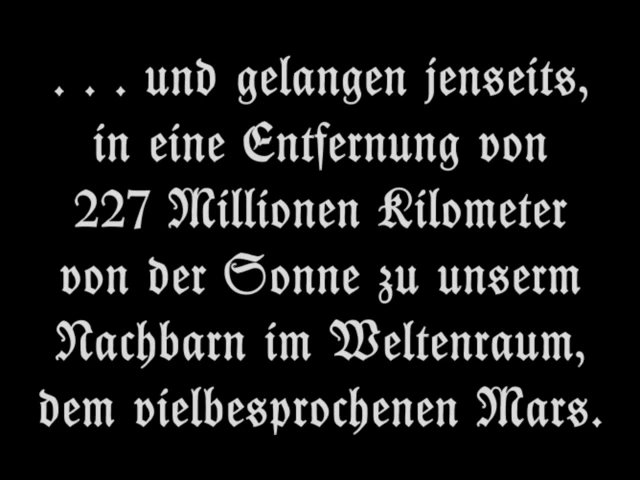 . . . und gelangen jenseits,
in eine Entfernung von
227 Millionen Kilometer
von der Sonne zu unserm
Nachbarn im Weltenraum,
dem vielbesprochenen Mars.